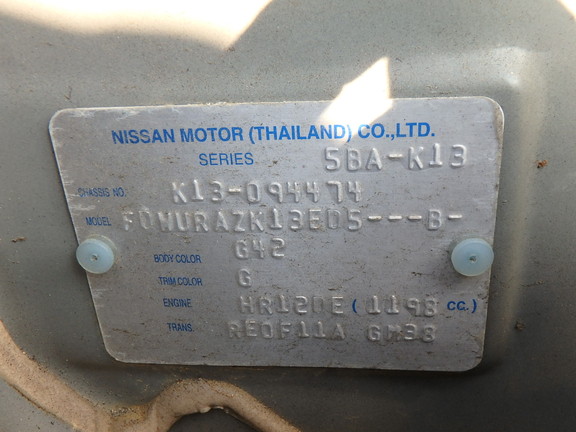 NISSAN MOTOR (THAILAND) CO.,LTD.
SERIES 5BA-K13
CHASSIS NO. K13-094474
MODEL FDWURAZK13ED5---B-
BODY COLOR G42
TRIM COLOR G
ENGINE HR12DE (1198 CC.)
TRANS RE0F11A GM38